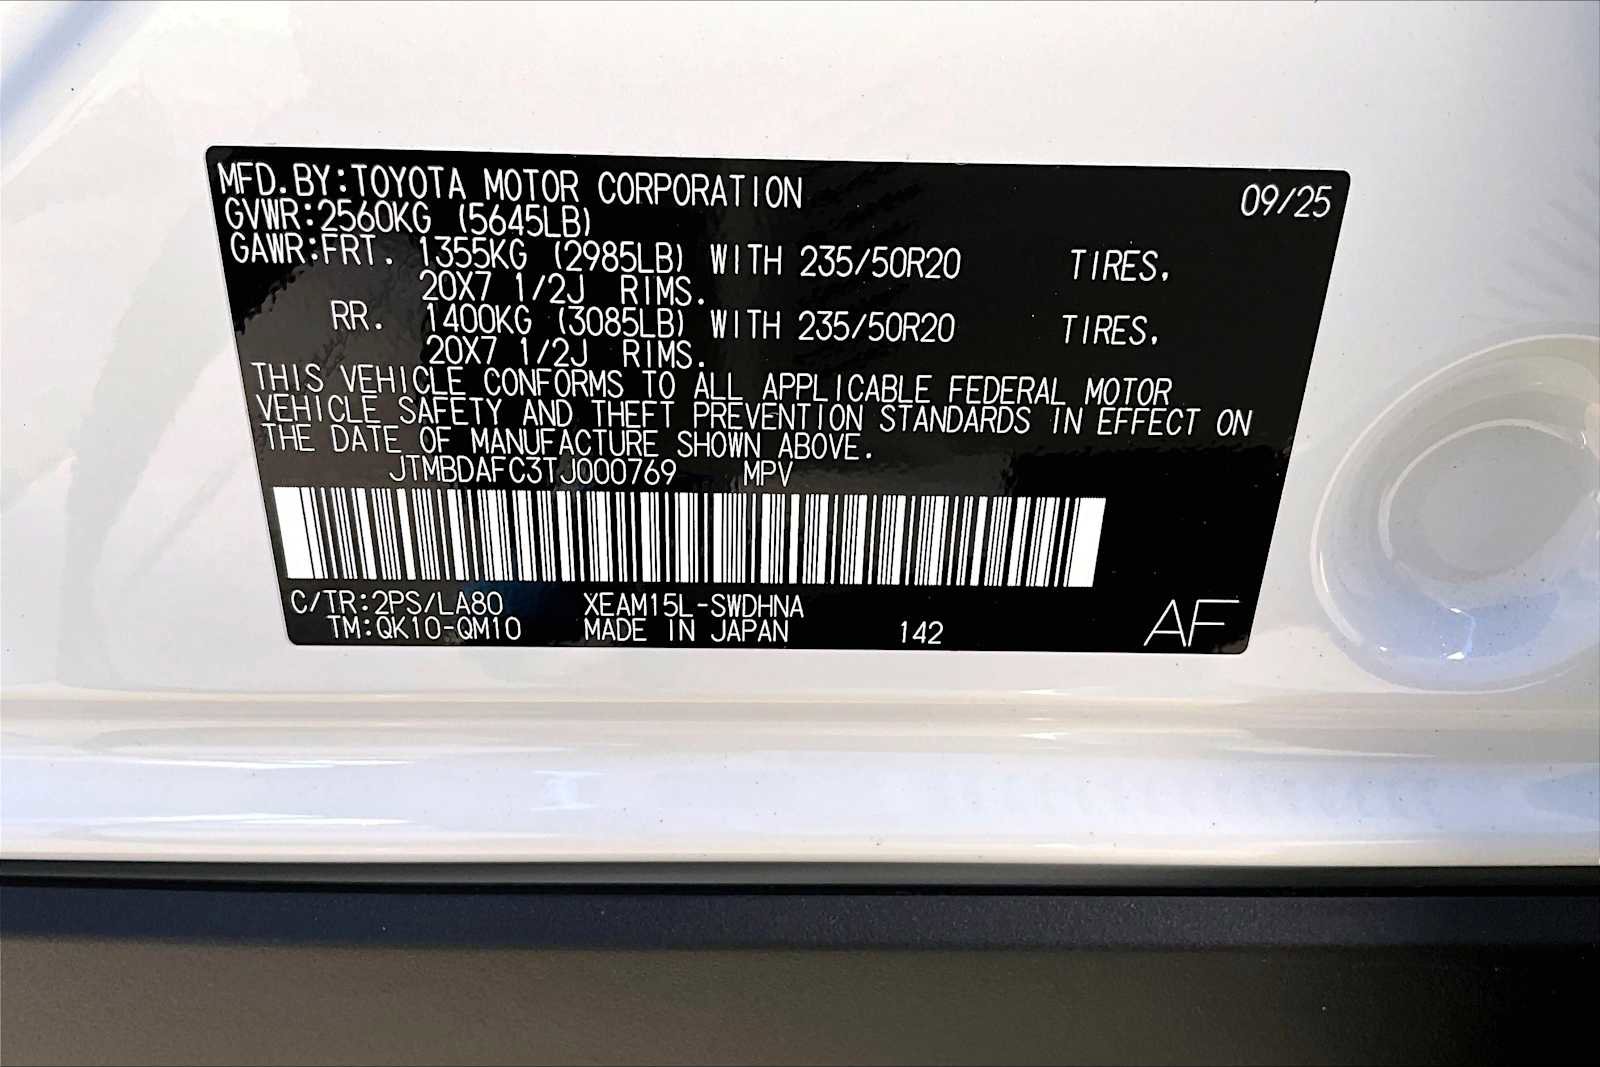 MFD.BY:TOYOTA MOTOR CORPORATION 09/25
GVWR:2560KG (5645LB)
GAWR:FRT. 1355KG (2985LB) WITH 235/50R20 TIRES,
20X7 1/2J RIMS.
RR. 1400KG (3085LB) WITH 235/50R20 TIRES,
20X7 1/2J RIMS.
THIS VEHICLE CONFORMS TO ALL APPLICABLE FEDERAL MOTOR
VEHICLE SAFETY AND THEFT PREVENTION STANDARDS IN EFFECT ON
THE DATE OF MANUFACTURE SHOWN ABOVE.
JTMBDAFC3TJ000769 MPV
C/TR:2PS/LA80 XEAM15L-SWDHNA
TM:QK10-QM10 MADE IN JAPAN 142 AF